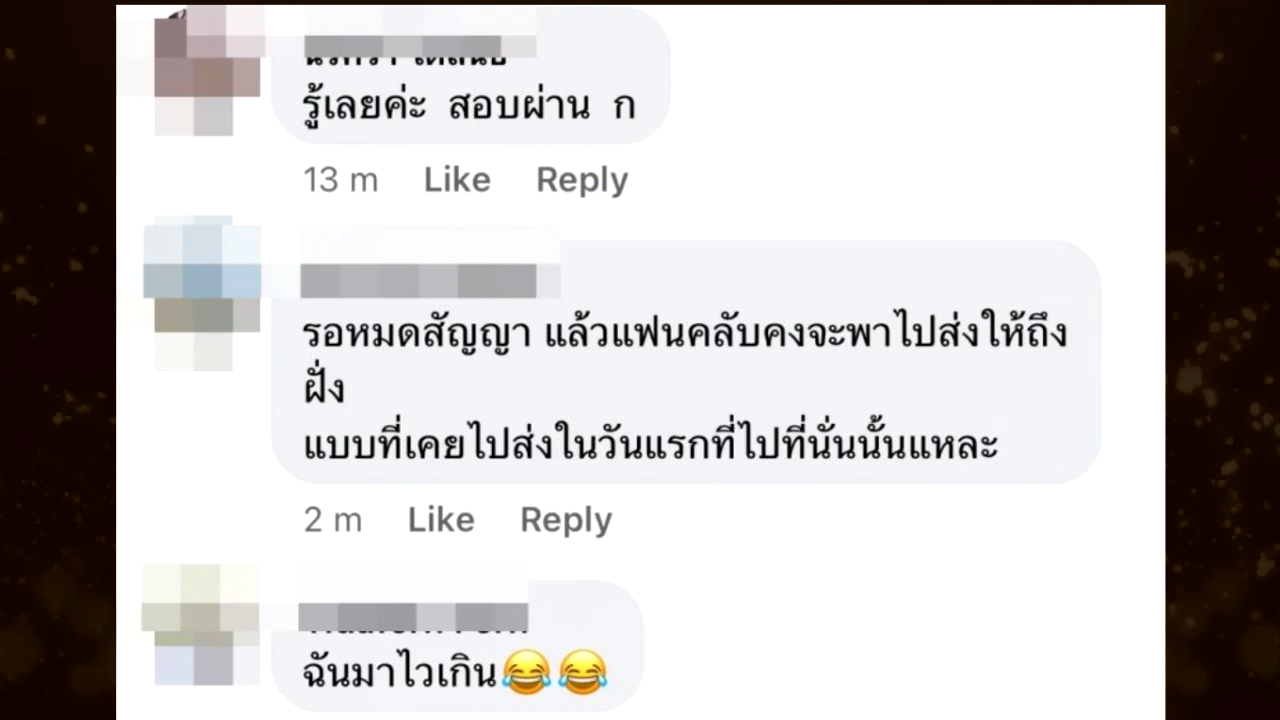 รู้เลยค่ะ สอบผ่าน ก
13 m Like Reply
รอหมดสัญญา แล้วแฟนคลับคงจะพาไปส่งให้ถึง
ฝั่ง
แบบที่เคยไปส่งในวันแรกที่ไปที่นั่นนั้นแหละ
2 m Like Reply
ฉันมาไวเกิน😂😂